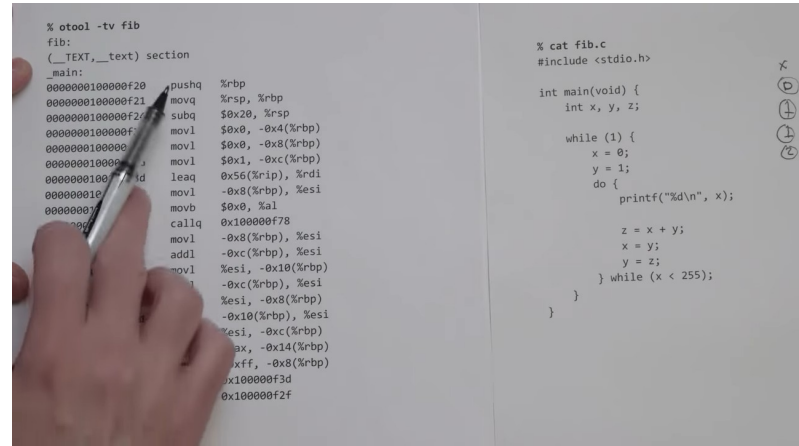 % otool -tv fib
fib:
(__TEXT,__text) section
_main:
0000000100000f20 pushq %rbp
0000000100000f21 movq %rsp, %rbp
0000000100000f24 subq $0x20, %rsp
movl $0x0, -0x4(%rbp)
movl $0x0, -0x8(%rbp)
movl $0x1, -0xc(%rbp)
leaq 0x56(%rip), %rdi
movl -0x8(%rbp), %esi
movb $0x0, %al
callq 0x100000f78
movl -0x8(%rbp), %esi
addl -0xc(%rbp), %esi
movl %esi, -0x10(%rbp)
-0xc(%rbp), %esi
%esi, -0x8(%rbp)
-0x10(%rbp), %esi
%esi, -0xc(%rbp)
-0x14(%rbp)
-0x8(%rbp)
0x100000f3d
0x100000f2f
% cat fib.c
#include <stdio.h>
int main(void) {
int x, y, z;
while (1) {
x = 0;
y = 1;
do {
printf("%d\n", x);
z = x + y;
x = y;
y = z;
} while (x < 255);
}
}
x
0
1
1
2